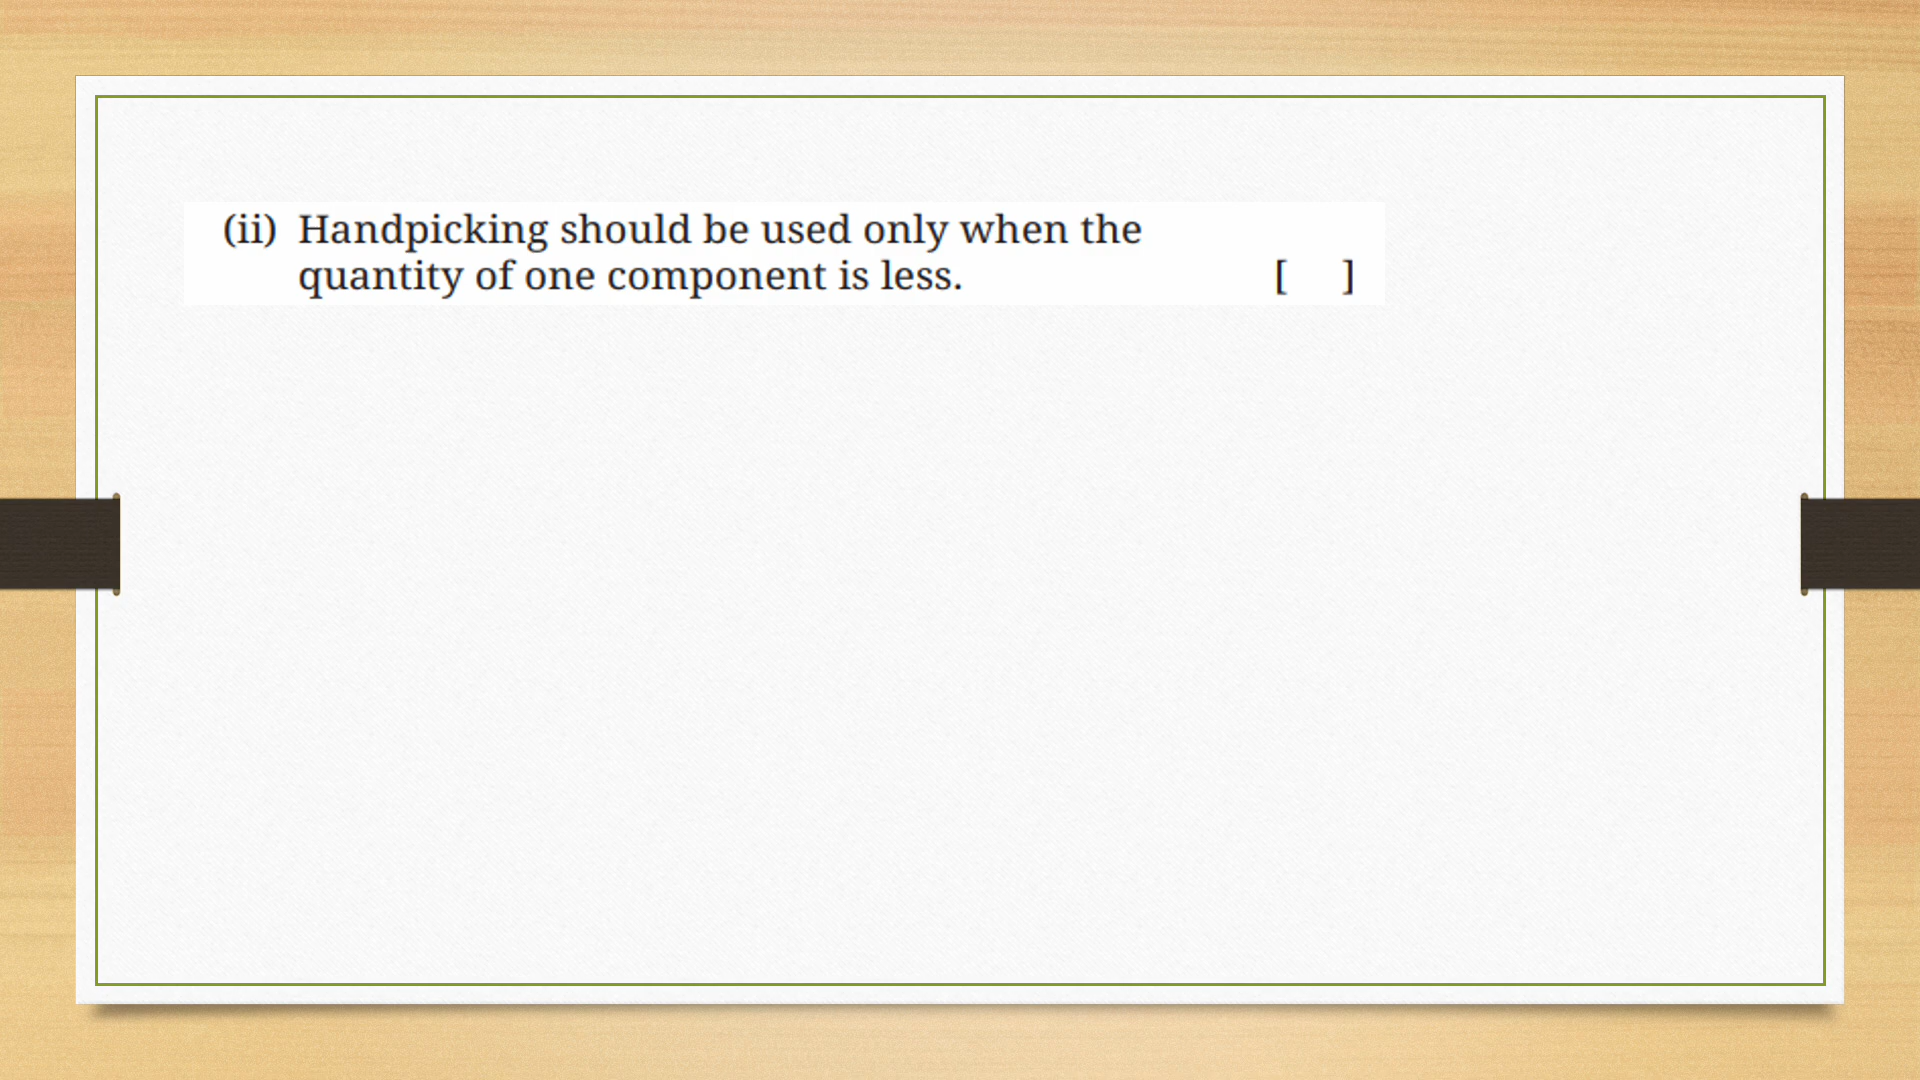 (ii) Handpicking should be used only when the
quantity of one component is less. [ ]